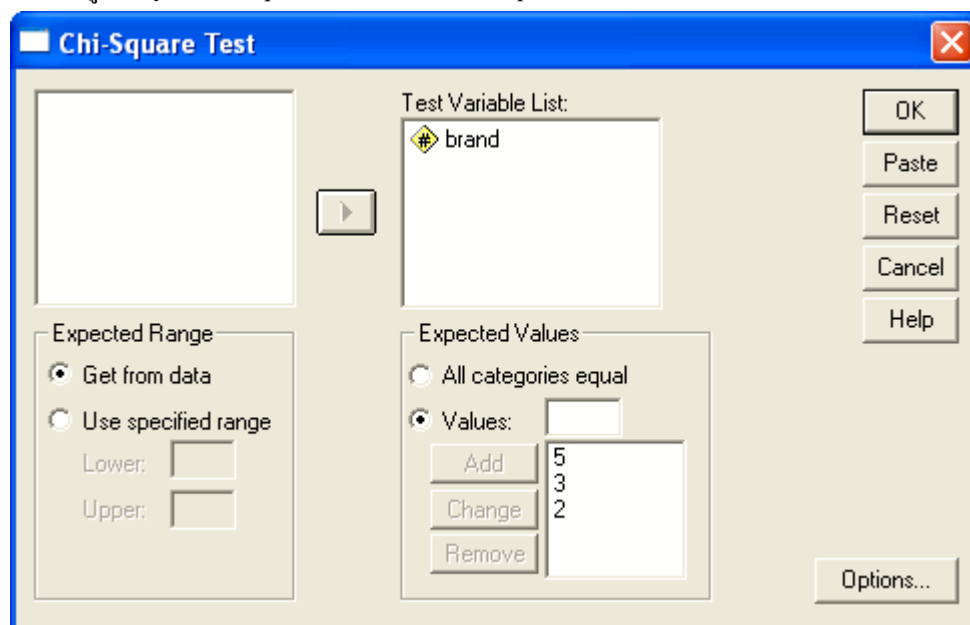 Chi-Square Test
Test Variable List:
# brand
OK
Paste
Reset
Cancel
Help
Expected Range
Get from data
Use specified range
Lower:
Upper:
Expected Values
All categories equal
Values:
Add
Change
Remove
5
3
2
Options...